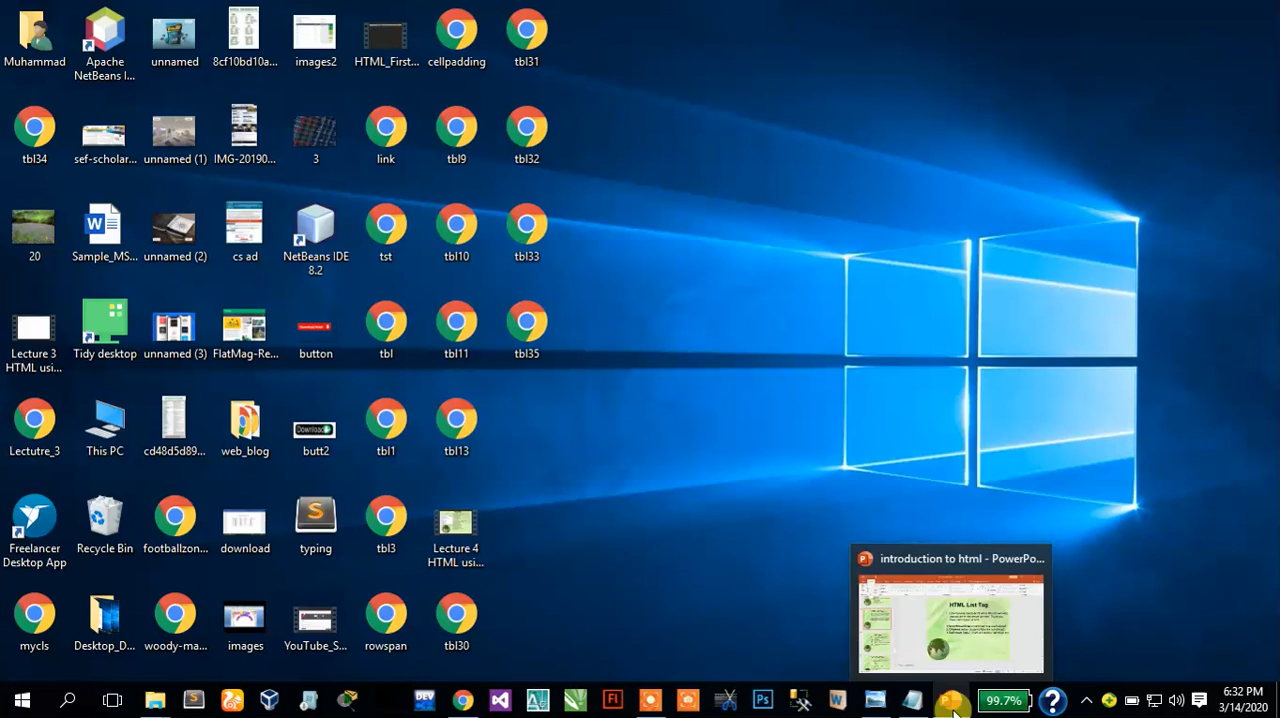 Muhammad
Apache
NetBeans I...
unnamed
8cf10bd10a...
images2
HTML_First...
cellpadding
tbl31
tbl34
sef-scholar...
unnamed (1)
IMG-20190...
3
link
tbl9
tbl32
20
Sample_MS...
unnamed (2)
cs ad
NetBeans IDE
8.2
tst
tbl10
tbl33
Lecture 3
HTML usi...
Tidy desktop
unnamed (3)
FlatMag-Re...
button
tbl
tbl11
tbl35
Lectutre_3
This PC
cd48d5d89...
web_blog
butt2
tbl1
tbl13
Freelancer
Desktop App
Recycle Bin
footballzon...
download
typing
tbl3
Lecture 4
HTML usi...
introduction to html - PowerPo...
HTML List Tag
mycls
Desktop_D...
woody-ma...
images
YouTube_S...
rowspan
tbl30
99.7%
6:32 PM
3/14/2020